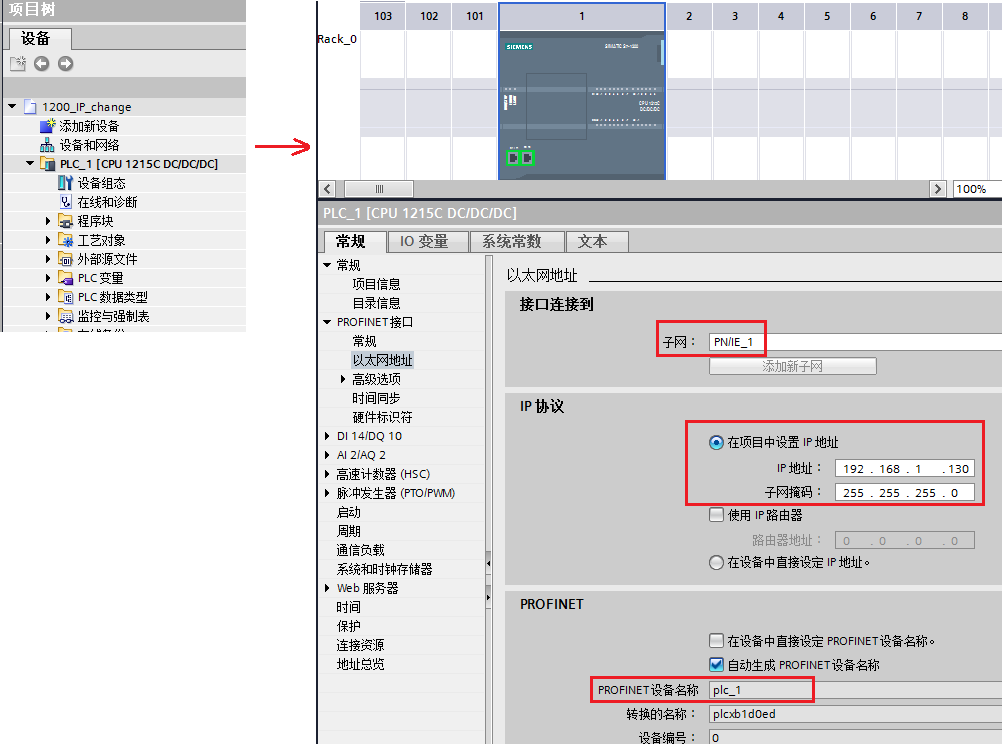 项目树
设备
1200_IP_change
添加新设备
设备和网络
PLC_1 [CPU 1215C DC/DC/DC]
设备组态
在线和诊断
程序块
工艺对象
外部源文件
PLC 变量
PLC 数据类型
监控与强制表
103 102 101 1 2 3 4 5 6 7 8
Rack_0
SIEMENS SIMATIC S7-1200
CPU 1215C
DC/DC/DC
100%
PLC_1 [CPU 1215C DC/DC/DC]
常规 IO 变量 系统常数 文本
常规
项目信息
目录信息
PROFINET接口
常规
以太网地址
高级选项
时间同步
硬件标识符
DI 14/DQ 10
AI 2/AQ 2
高速计数器 (HSC)
脉冲发生器 (PTO/PWM)
启动
周期
通信负载
系统和时钟存储器
Web 服务器
时间
保护
连接资源
地址总览
以太网地址
接口连接到
子网： PN/IE_1
添加新子网
IP 协议
在项目中设置 IP 地址
IP 地址： 192 . 168 . 1 . 130
子网掩码： 255 . 255 . 255 . 0
使用 IP 路由器
路由器地址： 0 . 0 . 0 . 0
在设备中直接设定 IP 地址。
PROFINET
在设备中直接设定 PROFINET 设备名称。
自动生成 PROFINET 设备名称
PROFINET 设备名称 plc_1
转换的名称： plcxb1d0ed
设备编号： 0